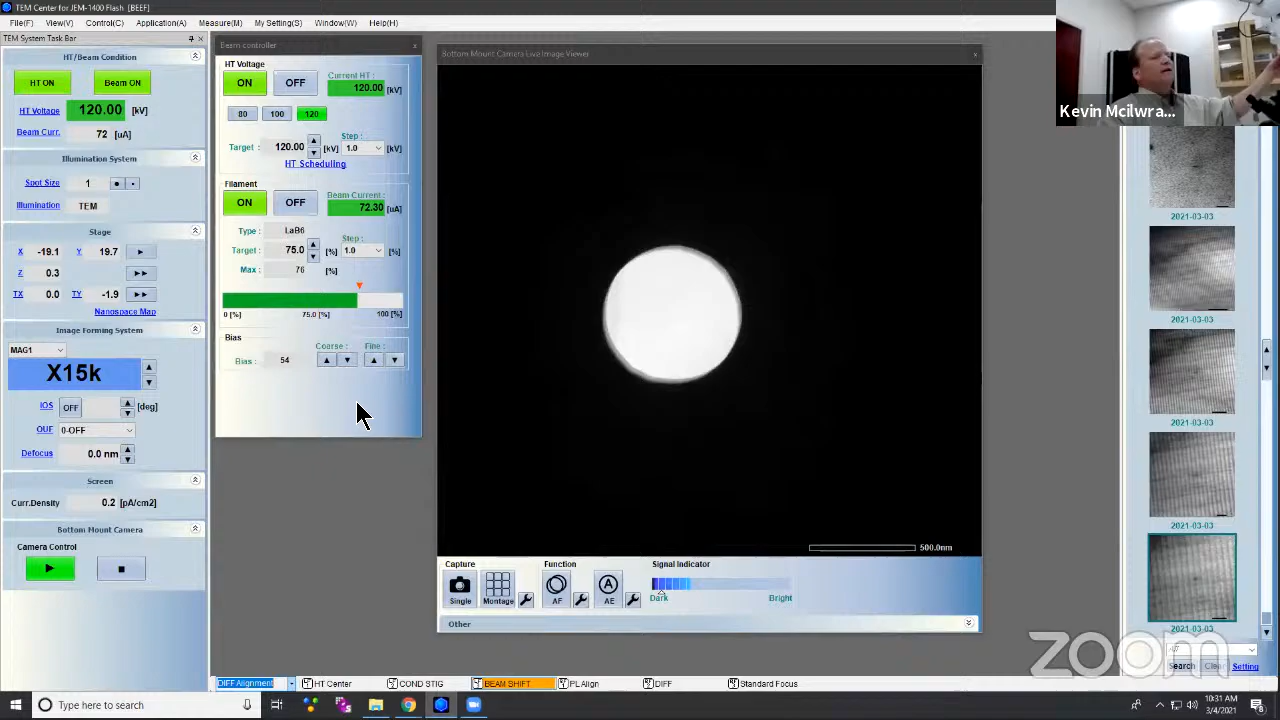 TEM Center for JEM-1400 Flash [BEEF]
File(F) View(V) Operation(O) Acquisition(A) Measure(M) My Setting(S) Window(W) Help(H)
TEM System Task Bar
HT/Beam Condition
HT ON Beam ON
HT Voltage 120.00 [kV]
Beam Curr. 72 [uA]
Illumination System
Spot Size 1
Illumination TEM
Stage
X -19.1 Y 19.7
Z 0.3
TX 0.0 TY -1.9
Nanospace Map
Image Forming System
MAG1
X15k
IOS OFF [deg]
OUF 0-OFF
Defocus 0.0 nm
Screen
Curr.Density 0.2 [pA/cm2]
Bottom Mount Camera
Camera Control
Beam controller x
HT Voltage
ON OFF Current HT : 120.00 [kV]
80 100 120
Target : 120.00 [kV] Step : 1.0 [kV]
HT Scheduling
Filament
ON OFF Beam Current : 72.30 [uA]
Type : LaB6
Target : 75.0 [%] Step : 1.0 [%]
Max : 76 [%]
0 [%] 75.0 [%] 100 [%]
Bias
Coarse : Fine :
Bias : 54
Bottom Mount Camera Live Image Viewer x
500.0nm
Capture Function Signal Indicator
Single Montage AF A AE Dark Bright
Other
Kevin Mcilwra...
2021-03-03
2021-03-03
2021-03-03
2021-03-03
2021-03-03
Search Clear Setting
zoom
DIFF Alignment HT Center COND STIG BEAM SHIFT PL Align DIFF Standard Focus
Type here to search
10:31 AM
3/4/2021
8